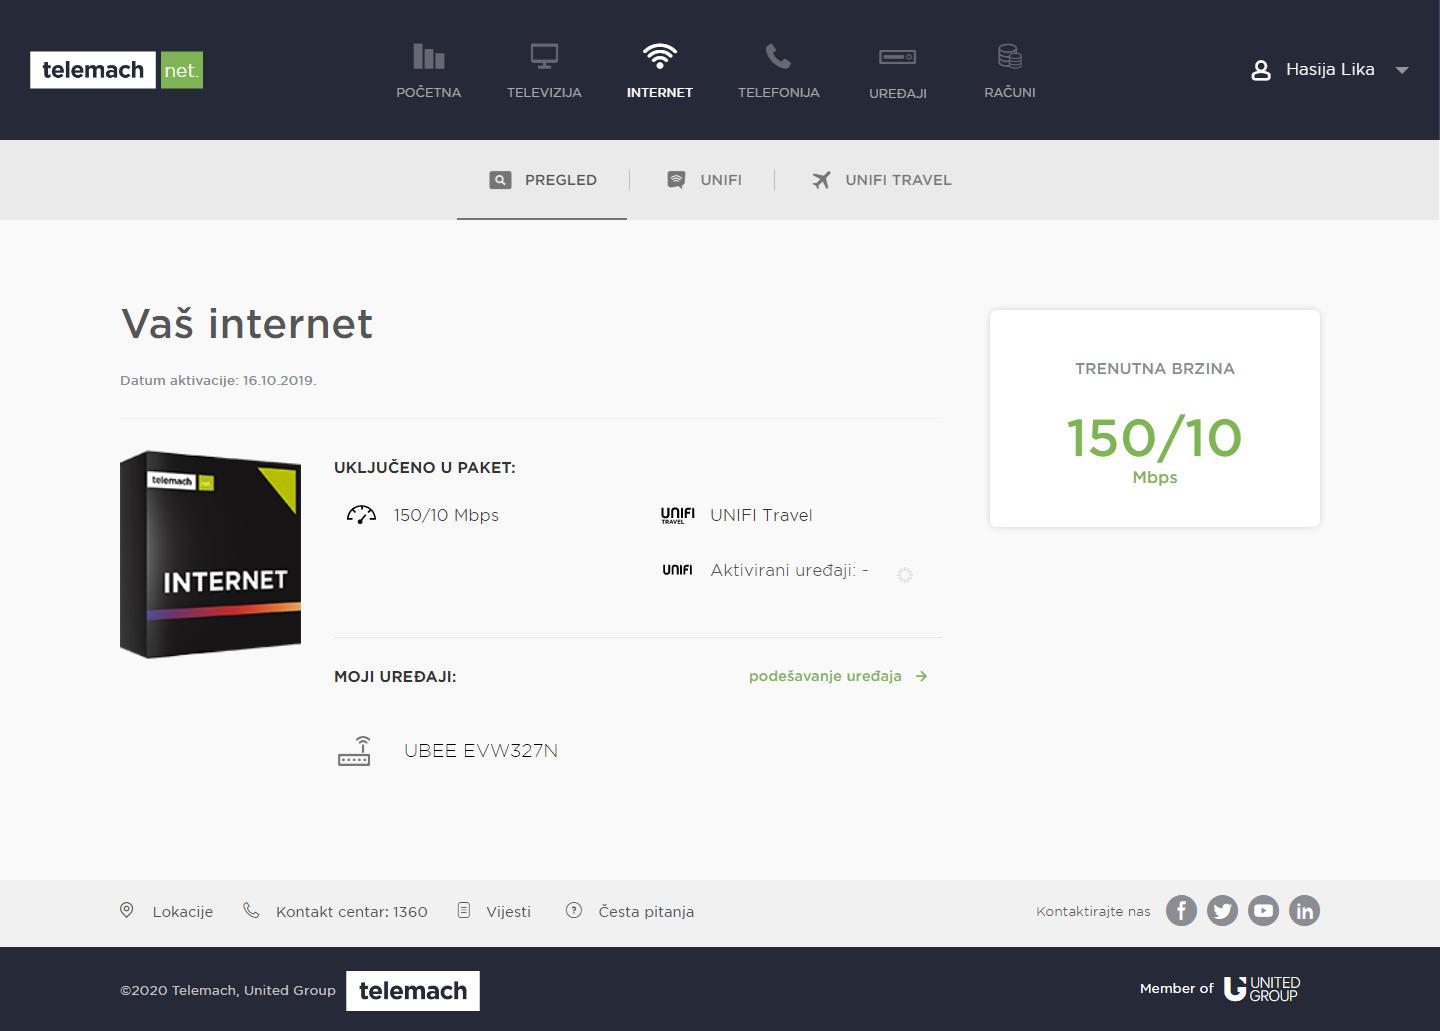 telemach net.
POČETNA
TELEVIZIJA
INTERNET
TELEFONIJA
UREĐAJI
RAČUNI
Hasija Lika
PREGLED
UNIFI
UNIFI TRAVEL
Vaš internet
Datum aktivacije: 16.10.2019.
TRENUTNA BRZINA
150/10
Mbps
telemach net.
INTERNET
UKLJUČENO U PAKET:
150/10 Mbps
UNIFI TRAVEL
UNIFI Travel
UNIFI
Aktivirani uređaji: -
MOJI UREĐAJI:
podešavanje uređaja
UBEE EVW327N
Lokacije
Kontakt centar: 1360
Vijesti
Česta pitanja
Kontaktirajte nas
©2020 Telemach, United Group
telemach
Member of
UNITED
GROUP